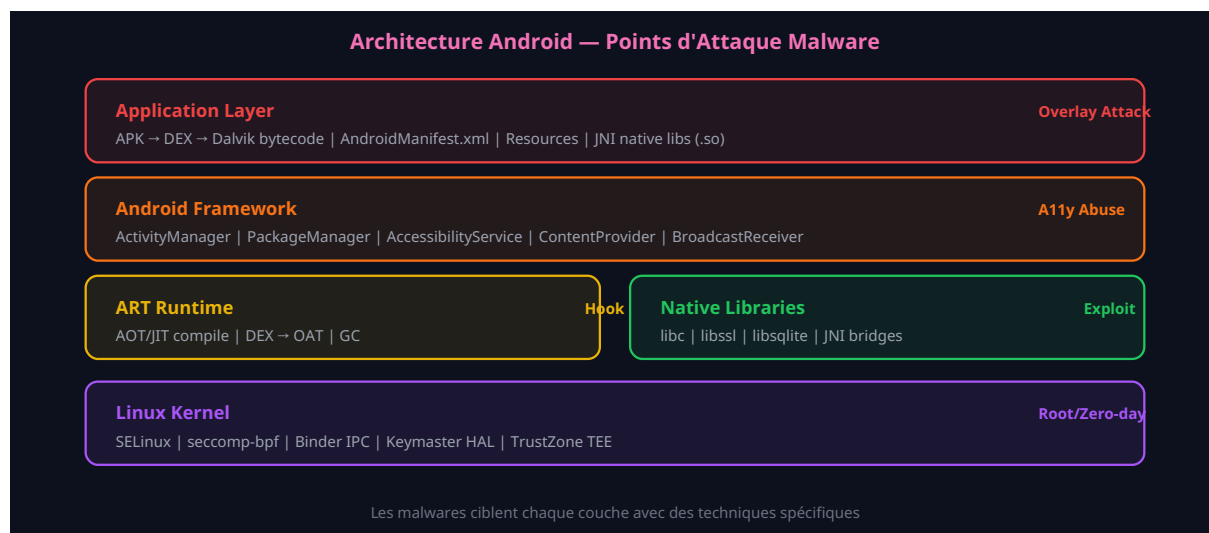 Architecture Android — Points d'Attaque Malware
Application Layer
Overlay Attack
APK → DEX → Dalvik bytecode | AndroidManifest.xml | Resources | JNI native libs (.so)
Android Framework
A11y Abuse
ActivityManager | PackageManager | AccessibilityService | ContentProvider | BroadcastReceiver
ART Runtime
Hook
AOT/JIT compile | DEX → OAT | GC
Native Libraries
Exploit
libc | libssl | libsqlite | JNI bridges
Linux Kernel
Root/Zero-day
SELinux | seccomp-bpf | Binder IPC | Keymaster HAL | TrustZone TEE
Les malwares ciblent chaque couche avec des techniques spécifiques